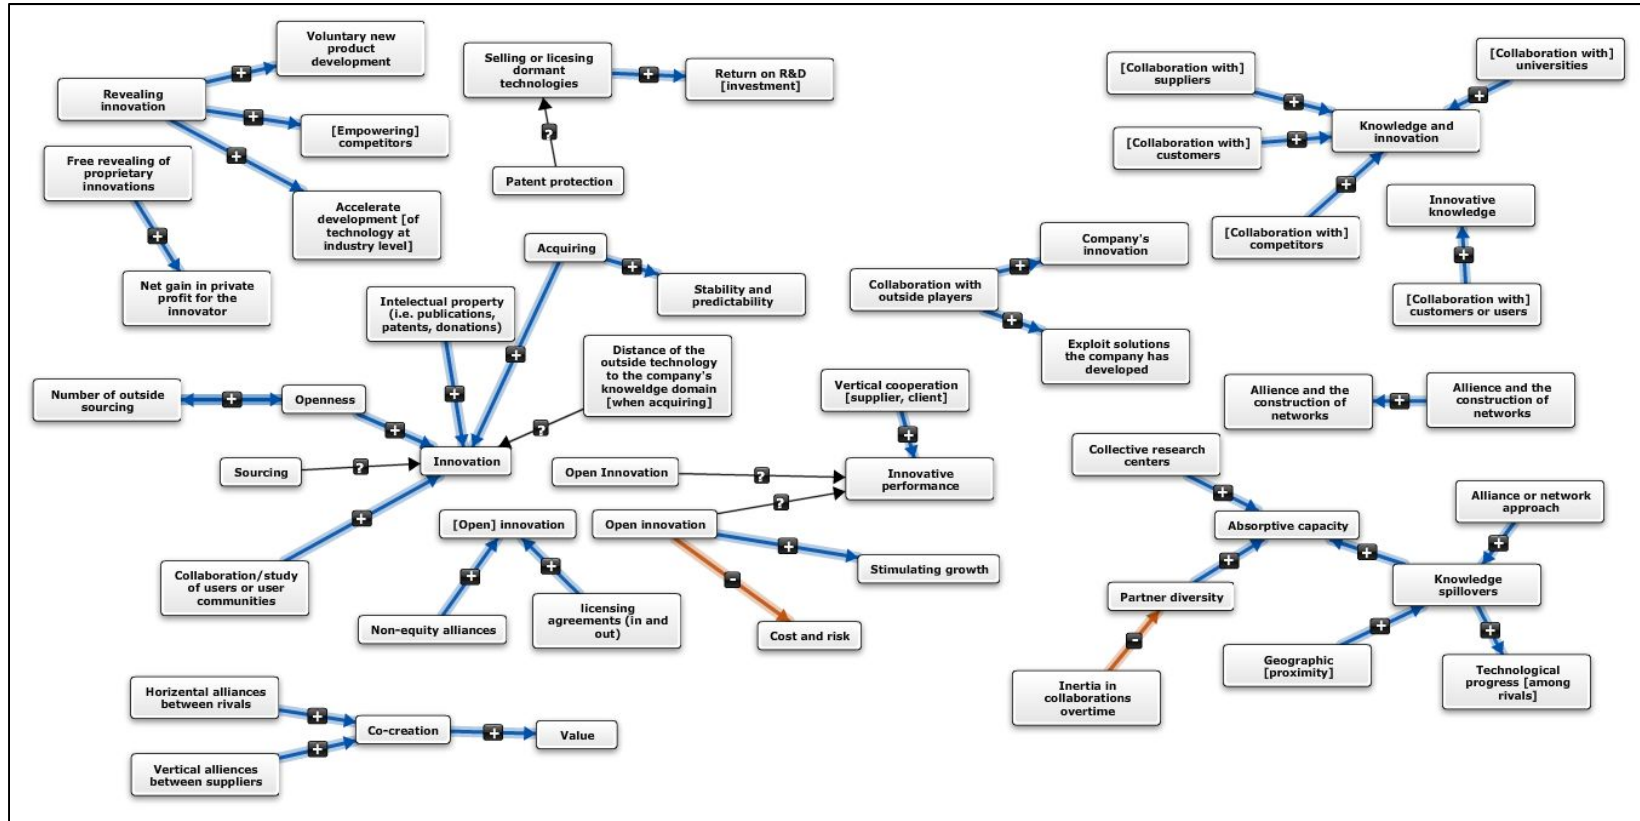 Voluntary new
product
development
+
Revealing
innovation
+
[Empowering]
competitors
+
Free revealing of
proprietary
innovations
Accelerate
development [of
technology at
industry level]
+
Net gain in private
profit for the
innovator
Selling or licesing
dormant
technologies
+
Return on R&D
[investment]
?
Patent protection
Acquiring
+
Stability and
predictability
Intelectual property
(i.e. publications,
patents, donations)
+
+
Distance of the
outside technology
to the company's
knoweldge domain
[when acquiring]
?
Number of outside
sourcing
+
Openness
+
Sourcing
?
Innovation
+
Collaboration/study
of users or user
communities
[Open] innovation
+
+
Non-equity alliances
licensing
agreements (in and
out)
Vertical cooperation
[supplier, client]
+
Open Innovation
?
Innovative
performance
?
Open innovation
+
Stimulating growth
-
Cost and risk
Horizental alliances
between rivals
+
Co-creation
+
Value
+
Vertical alliences
between suppliers
[Collaboration with]
suppliers
+
[Collaboration with]
universities
+
Knowledge and
innovation
[Collaboration with]
customers
+
+
[Collaboration with]
competitors
Innovative
knowledge
+
[Collaboration with]
customers or users
Company's
innovation
+
Collaboration with
outside players
+
Exploit solutions
the company has
developed
Allience and the
construction of
networks
+
Allience and the
construction of
networks
Collective research
centers
+
Absorptive capacity
Alliance or network
approach
+
+
Knowledge
spillovers
+
Partner diversity
-
Inertia in
collaborations
overtime
+
Geographic
[proximity]
+
Technological
progress [among
rivals]